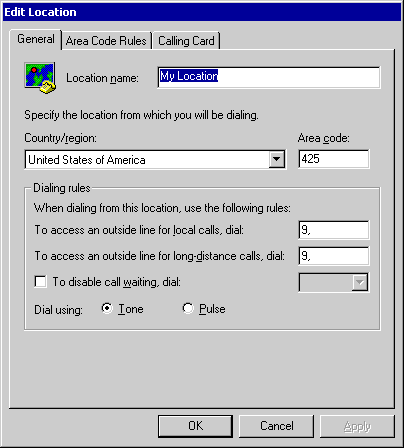 Edit Location
General Area Code Rules Calling Card
Location name: My Location
Specify the location from which you will be dialing.
Country/region: Area code:
United States of America 425
Dialing rules
When dialing from this location, use the following rules:
To access an outside line for local calls, dial: 9,
To access an outside line for long-distance calls, dial: 9,
To disable call waiting, dial:
Dial using: Tone Pulse
OK Cancel Apply